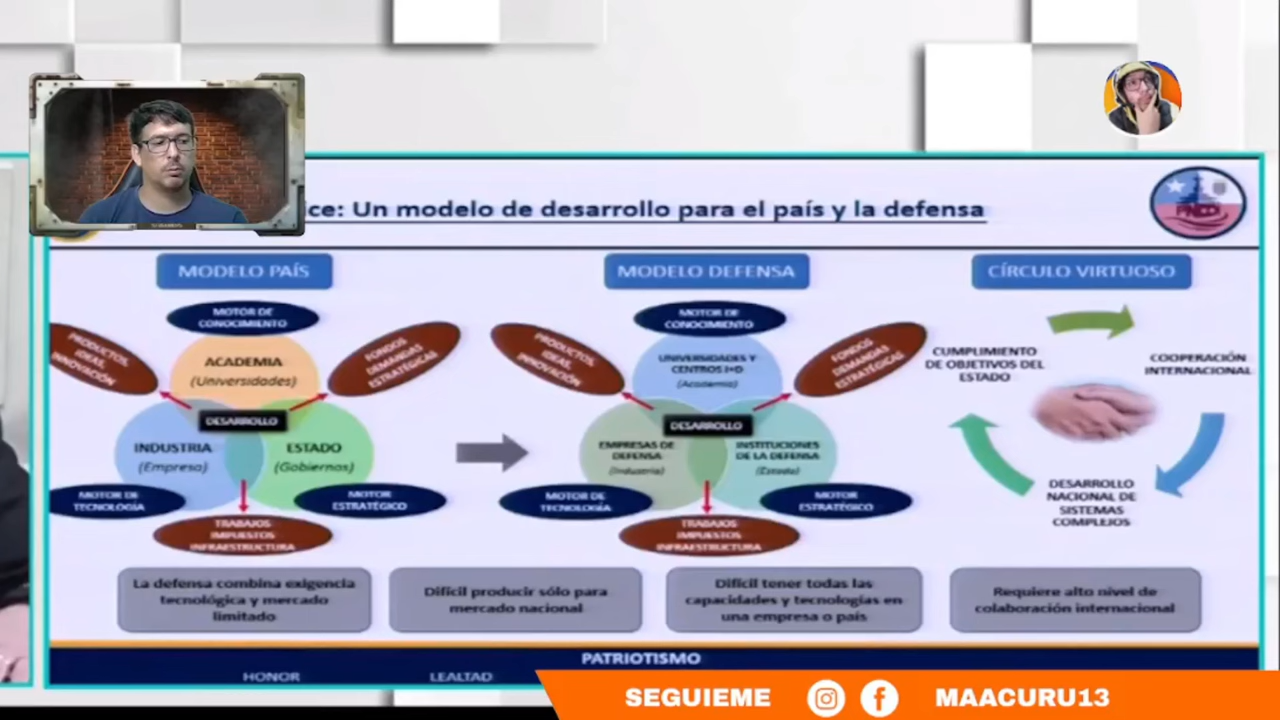 ce: Un modelo de desarrollo para el país y la defensa
MODELO PAÍS
MOTOR DE
CONOCIMIENTO
PRODUCTOS,
IDEAS,
INNOVACIÓN
FONDOS
DEMANDAS
ESTRATÉGICAS
ACADEMIA
(Universidades)
DESARROLLO
INDUSTRIA
(Empresa)
ESTADO
(Gobiernos)
MOTOR DE
TECNOLOGÍA
MOTOR
ESTRATÉGICO
TRABAJOS
IMPUESTOS
INFRAESTRUCTURA
MODELO DEFENSA
MOTOR DE
CONOCIMIENTO
PRODUCTOS,
IDEAS,
INNOVACIÓN
FONDOS
DEMANDAS
ESTRATÉGICAS
UNIVERSIDADES Y
CENTROS I+D
(Academia)
DESARROLLO
EMPRESAS DE
DEFENSA
(Industria)
INSTITUCIONES
DE LA DEFENSA
(Estado)
MOTOR DE
TECNOLOGÍA
MOTOR
ESTRATÉGICO
TRABAJOS
IMPUESTOS
INFRAESTRUCTURA
CÍRCULO VIRTUOSO
CUMPLIMIENTO
DE OBJETIVOS DEL
ESTADO
COOPERACIÓN
INTERNACIONAL
DESARROLLO
NACIONAL DE
SISTEMAS
COMPLEJOS
La defensa combina exigencia
tecnológica y mercado
limitado
Difícil producir sólo para
mercado nacional
Difícil tener todas las
capacidades y tecnologías en
una empresa o país
Requiere alto nivel de
colaboración internacional
PATRIOTISMO
HONOR
LEALTAD
SEGUIEME
MAACURU13